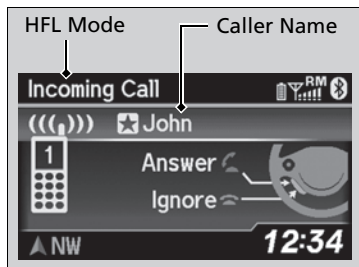 HFL Mode
Caller Name
Incoming Call
RM
John
1
Answer
Ignore
NW
12:34